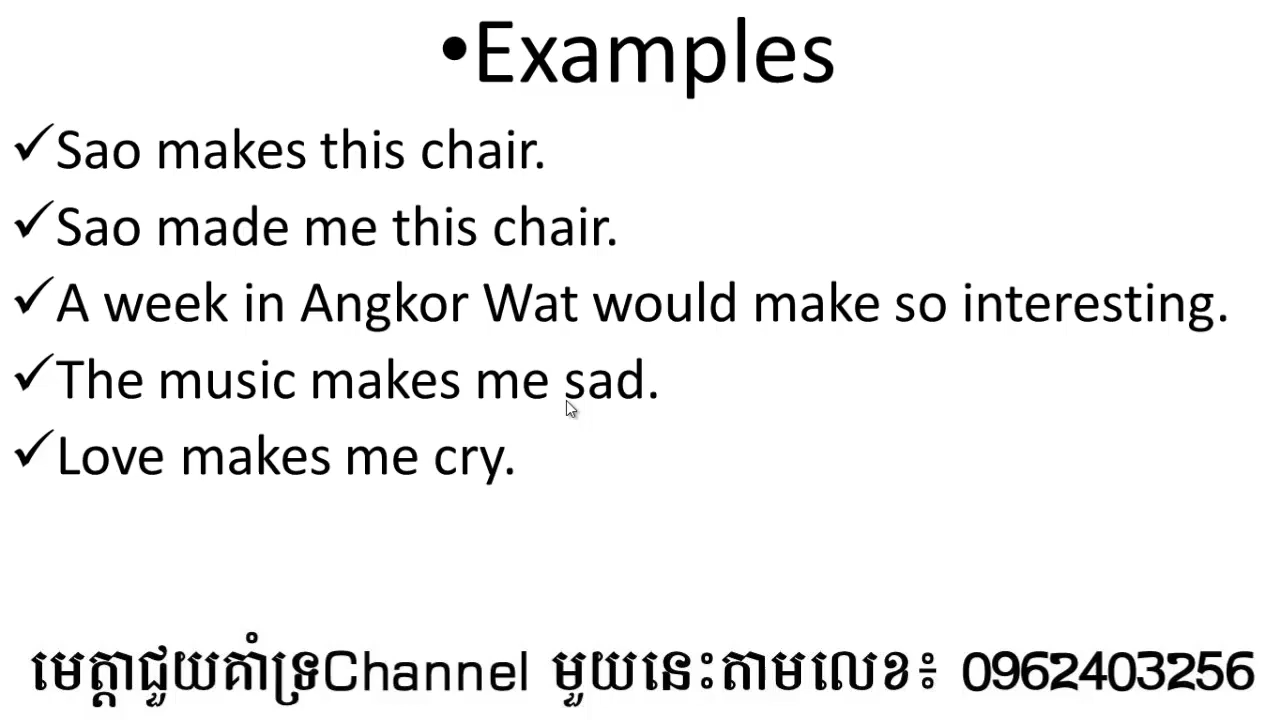 •Examples
✓Sao makes this chair.
✓Sao made me this chair.
✓A week in Angkor Wat would make so interesting.
✓The music makes me sad.
✓Love makes me cry.
មេត្តាជួយគាំទ្រChannel មួយនេះតាមលេខ៖ 0962403256